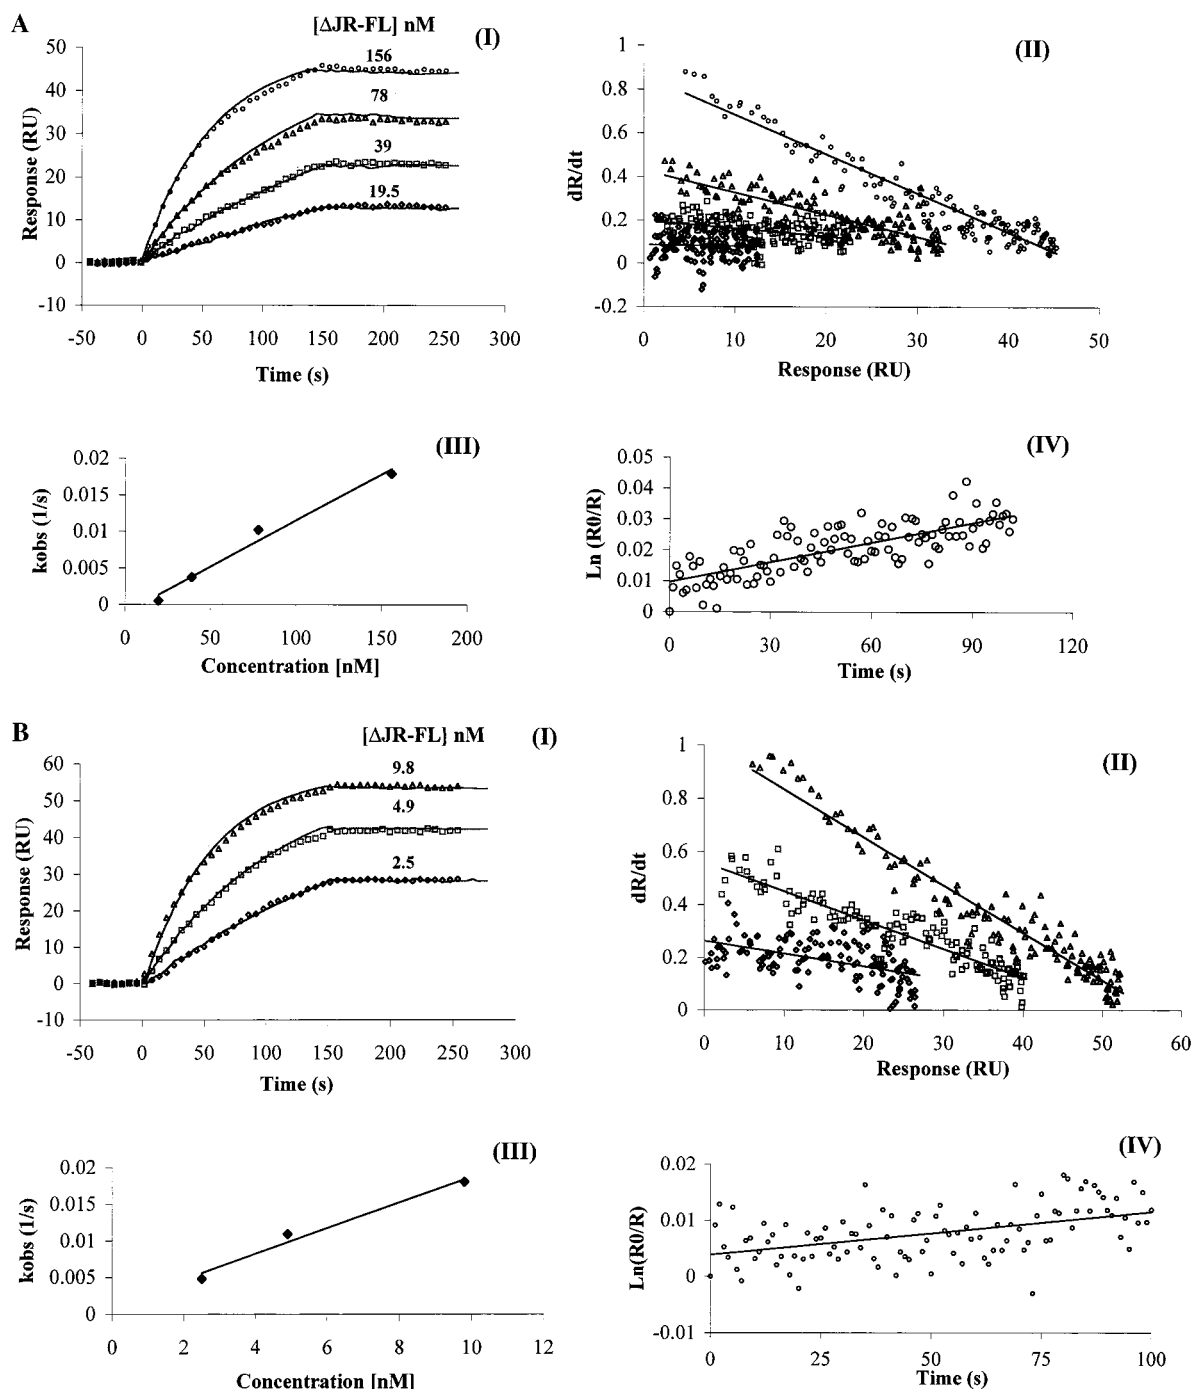 A
[ΔJR-FL] nM
(I)
50
40
30
20
10
0
-10
156
78
39
19.5
Response (RU)
-50 0 50 100 150 200 250 300
Time (s)
(II)
1
0.8
0.6
0.4
0.2
0
-0.2
dR/dt
0 10 20 30 40 50
Response (RU)
(III)
0.02
0.015
0.01
0.005
0
kobs (1/s)
0 50 100 150 200
Concentration [nM]
(IV)
0.05
0.04
0.03
0.02
0.01
0
Ln (R0/R)
0 30 60 90 120
Time (s)
B
[ΔJR-FL} nM
(I)
60
50
40
30
20
10
0
-10
9.8
4.9
2.5
Response (RU)
-50 0 50 100 150 200 250 300
Time (s)
(II)
1
0.8
0.6
0.4
0.2
0
dR/dt
0 10 20 30 40 50 60
Response (RU)
(III)
0.02
0.015
0.01
0.005
0
kobs (1/s)
0 2 4 6 8 10 12
Concentration [nM]
(IV)
0.02
0.01
0
-0.01
Ln(R0/R)
0 25 50 75 100
Time (s)